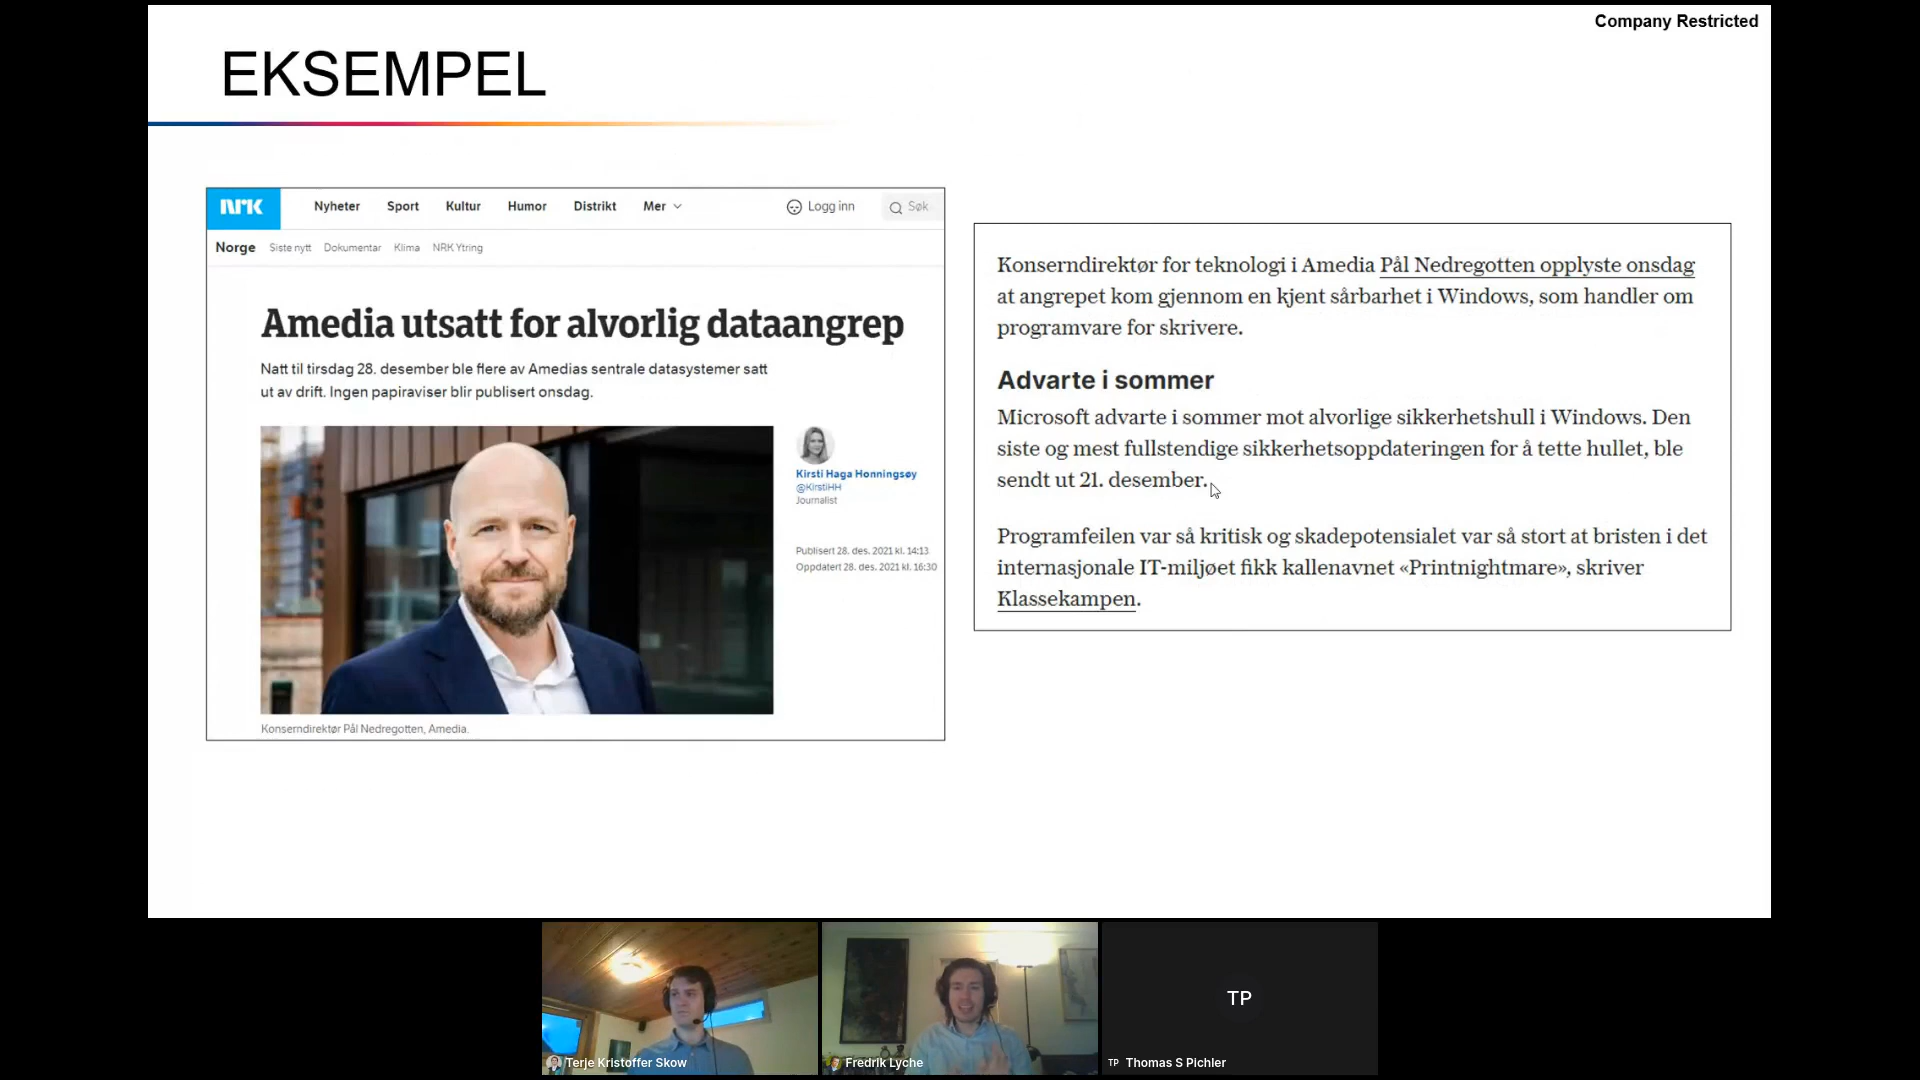 Company Restricted
EKSEMPEL
nrk
Nyheter Sport Kultur Humor Distrikt Mer Logg inn Søk
Norge Siste nytt Dokumentar Klima NRK Ytring
Amedia utsatt for alvorlig dataangrep
Natt til tirsdag 28. desember ble flere av Amedias sentrale datasystemer satt
ut av drift. Ingen papiraviser blir publisert onsdag.
Kirsti Haga Honningsøy
@KirstiHH
Journalist
Publisert 28. des. 2021 kl. 14:13
Oppdatert 28. des. 2021 kl. 16:30
Konserndirektør Pål Nedregotten, Amedia.
Konserndirektør for teknologi i Amedia Pål Nedregotten opplyste onsdag
at angrepet kom gjennom en kjent sårbarhet i Windows, som handler om
programvare for skrivere.
Advarte i sommer
Microsoft advarte i sommer mot alvorlige sikkerhetshull i Windows. Den
siste og mest fullstendige sikkerhetsoppdateringen for å tette hullet, ble
sendt ut 21. desember.
Programfeilen var så kritisk og skadepotensialet var så stort at bristen i det
internasjonale IT-miljøet fikk kallenavnet «Printnightmare», skriver
Klassekampen.
TP
Terje Kristoffer Skow
Fredrik Lyche
TP Thomas S Pichler